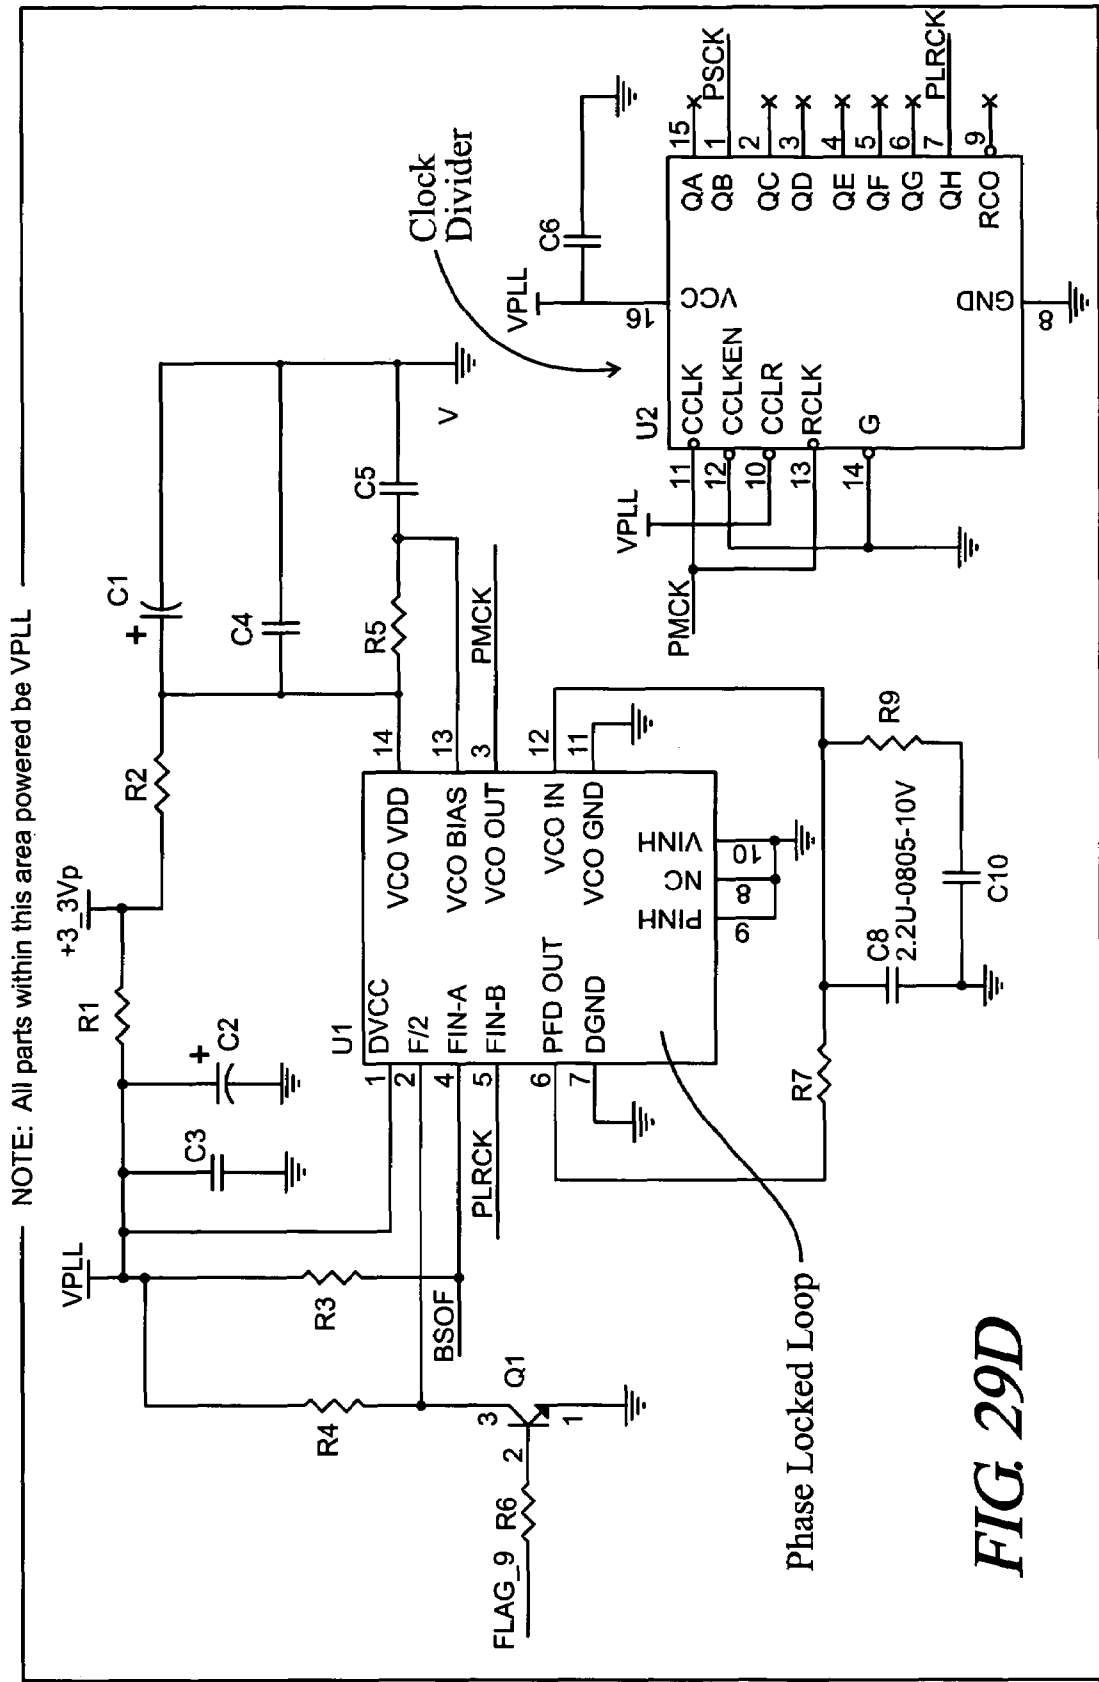 NOTE: All parts within this area powered be VPLL
VPLL
+3_3Vp
R1
R2
C1
+
C2
+
C3
C4
R3
R4
R5
C5
V
BSOF
PLRCK
FLAG_9
R6
Q1
3
2
1
U1
1
2
4
5
6
7
DVCC
F/2
FIN-A
FIN-B
PFD OUT
DGND
VCO VDD
VCO BIAS
VCO OUT
VCO IN
VCO GND
14
13
3
12
11
PMCK
PINH
NC
VINH
9
8
10
R7
C8
2.2U-0805-10V
R9
C10
Phase Locked Loop
Clock
Divider
VPLL
C6
16
VCC
U2
VPLL
PMCK
11
12
10
13
14
CCLK
CCLKEN
CCLR
RCLK
G
QA
QB
QC
QD
QE
QF
QG
QH
RCO
15
1
2
3
4
5
6
7
9
PSCK
PLRCK
GND
8
FIG. 29D